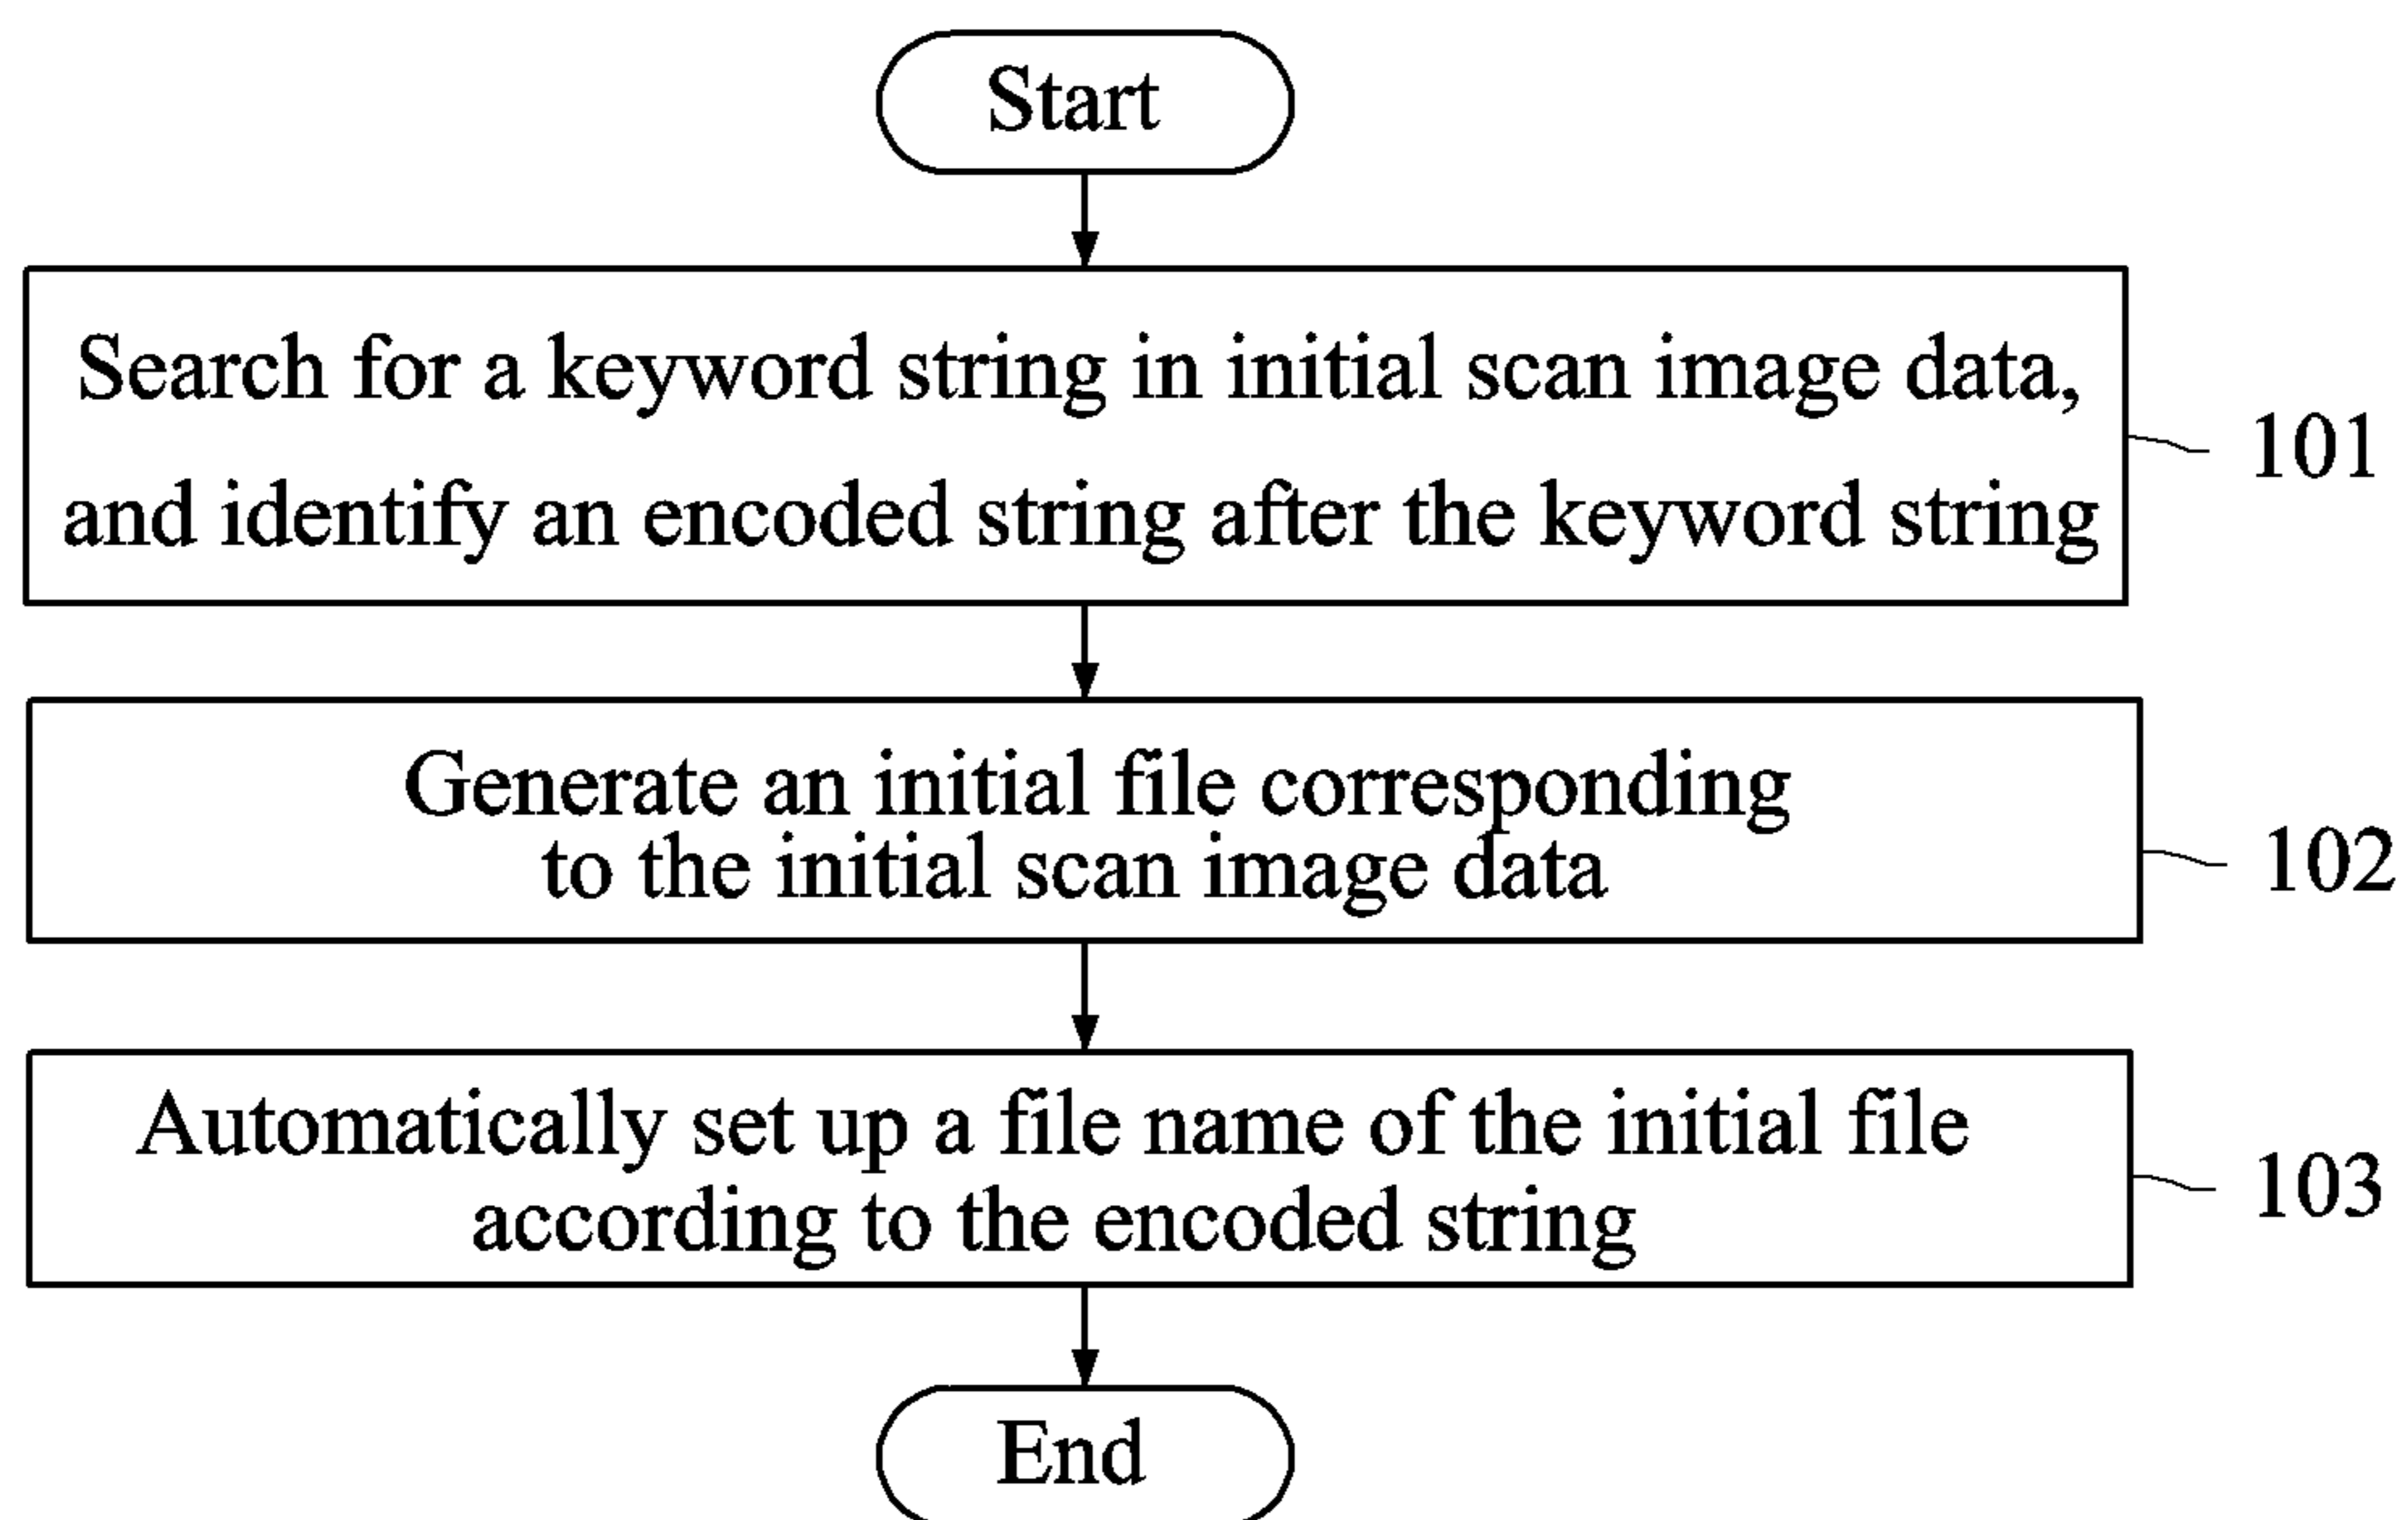 Start
Search for a keyword string in initial scan image data,
and identify an encoded string after the keyword string
101
Generate an initial file corresponding
to the initial scan image data
102
Automatically set up a file name of the initial file
according to the encoded string
103
End